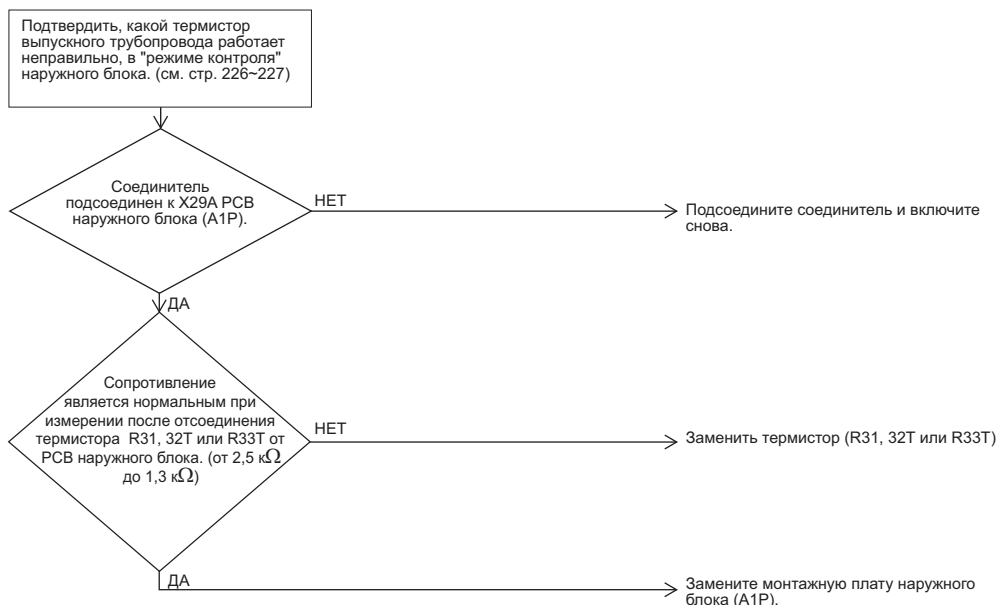 Подтвердить, какой термистор
выпускного трубопровода работает
неправильно, в "режиме контроля"
наружного блока. (см. стр. 226~227)
Соединитель
подсоединен к X29A PCB
наружного блока (A1P).
НЕТ
Подсоедините соединитель и включите
снова.
ДА
Сопротивление
является нормальным при
измерении после отсоединения
термистора R31, 32T или R33T от
PCB наружного блока. (от 2,5 кΩ
до 1,3 кΩ)
НЕТ
Заменить термистор (R31, 32T или R33T)
ДА
Замените монтажную плату наружного
блока (A1P).